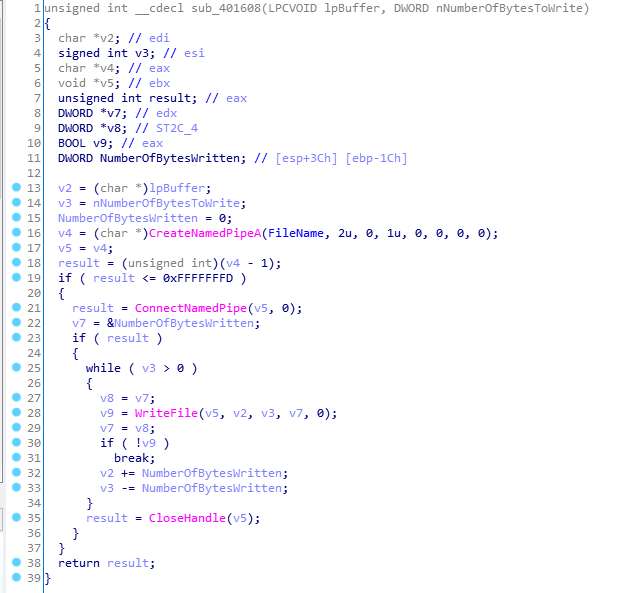 1 unsigned int __cdecl sub_401608(LPCVOID lpBuffer, DWORD nNumberOfBytesToWrite)
2 {
3 char *v2; // edi
4 signed int v3; // esi
5 char *v4; // eax
6 void *v5; // ebx
7 unsigned int result; // eax
8 DWORD *v7; // edx
9 DWORD *v8; // ST2C_4
10 BOOL v9; // eax
11 DWORD NumberOfBytesWritten; // [esp+3Ch] [ebp-1Ch]
12
13 v2 = (char *)lpBuffer;
14 v3 = nNumberOfBytesToWrite;
15 NumberOfBytesWritten = 0;
16 v4 = (char *)CreateNamedPipeA(FileName, 2u, 0, 1u, 0, 0, 0, 0);
17 v5 = v4;
18 result = (unsigned int)(v4 - 1);
19 if ( result <= 0xFFFFFFFD )
20 {
21 result = ConnectNamedPipe(v5, 0);
22 v7 = &NumberOfBytesWritten;
23 if ( result )
24 {
25 while ( v3 > 0 )
26 {
27 v8 = v7;
28 v9 = WriteFile(v5, v2, v3, v7, 0);
29 v7 = v8;
30 if ( !v9 )
31 break;
32 v2 += NumberOfBytesWritten;
33 v3 -= NumberOfBytesWritten;
34 }
35 result = CloseHandle(v5);
36 }
37 }
38 return result;
39 }